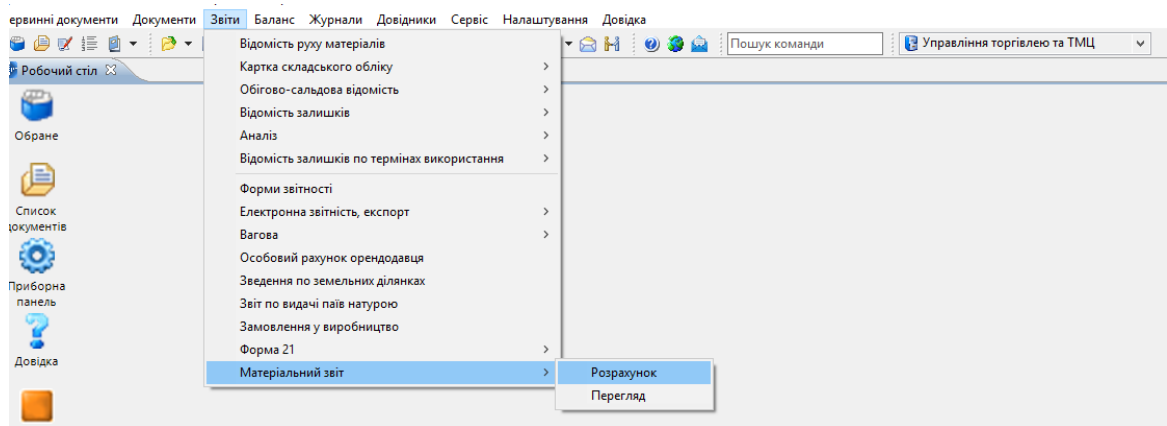 ервинні документи Документи Звіти Баланс Журнали Довідники Сервіс Налаштування Довідка
Пошук команди Управління торгівлею та ТМЦ
Робочий стіл
Обране
Список
документів
Приборна
панель
Довідка
Відомість руху матеріалів
Картка складського обліку
Обігово-сальдова відомість
Відомість залишків
Аналіз
Відомість залишків по термінах використання
Форми звітності
Електронна звітність, експорт
Вагова
Особовий рахунок орендодавця
Зведення по земельних ділянках
Звіт по видачі паїв натурою
Замовлення у виробництво
Форма 21
Матеріальний звіт
Розрахунок
Перегляд